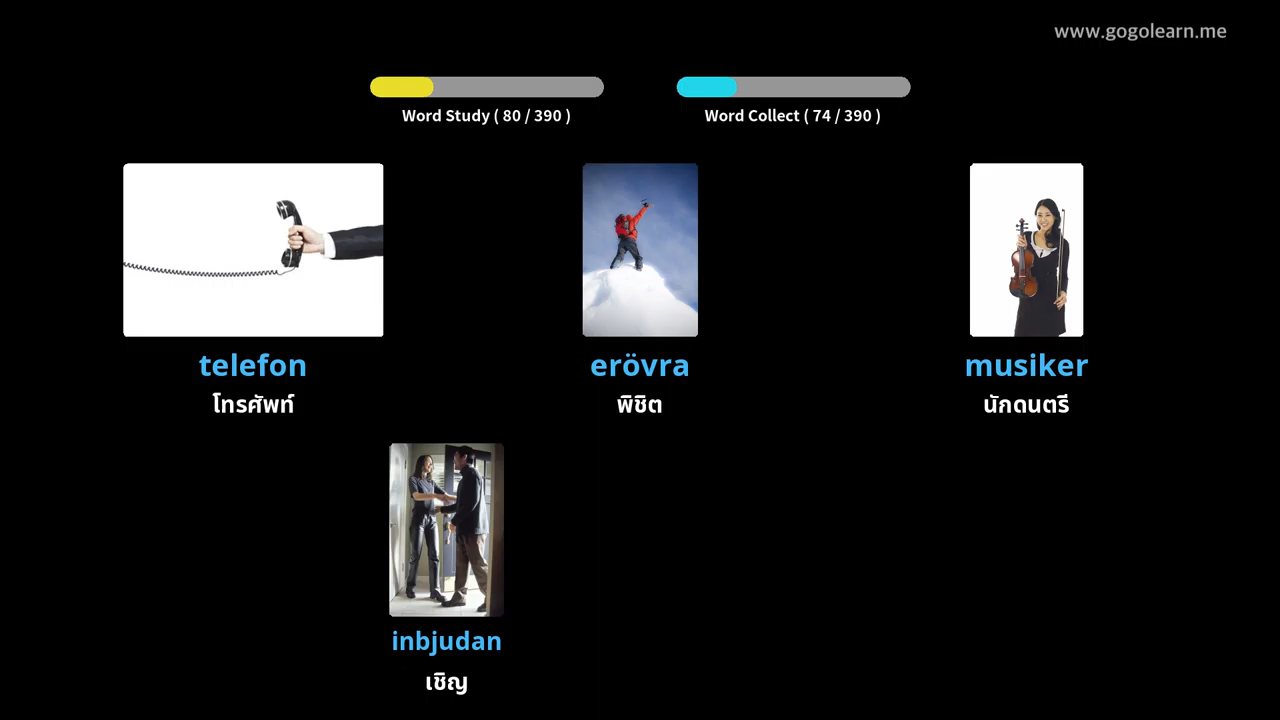 www.gogolearn.me
Word Study ( 80 / 390 )
Word Collect ( 74 / 390 )
telefon
โทรศัพท์
erövra
พิชิต
musiker
นักดนตรี
inbjudan
เชิญ